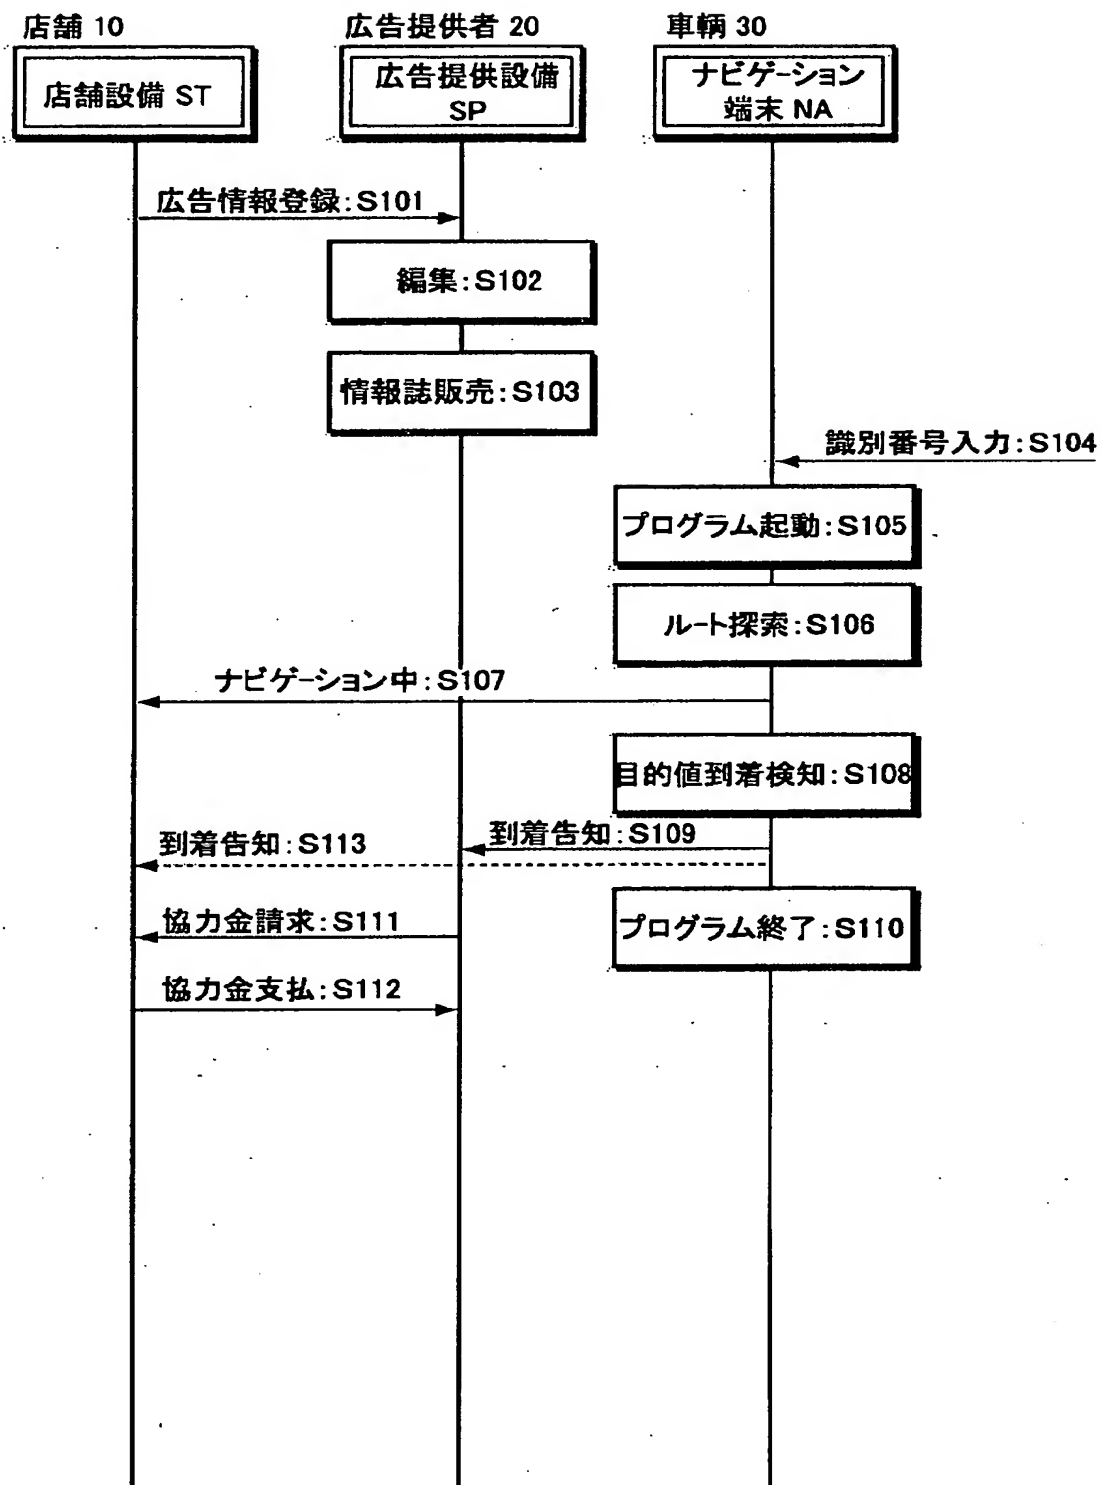 店舗 10
広告提供者 20
車輌 30
店舗設備 ST
広告提供設備
SP
ナビゲーション
端末 NA
広告情報登録:S101
編集:S102
情報誌販売:S103
識別番号入力:S104
プログラム起動:S105
ルート探索:S106
ナビゲーション中:S107
目的値到着検知:S108
到着告知:S109
到着告知:S113
協力金請求:S111
プログラム終了:S110
協力金支払:S112